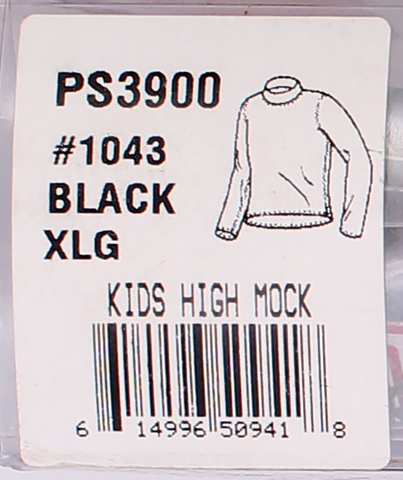 PS3900
#1043
BLACK
XLG
KIDS HIGH MOCK
6 14996 50941 8